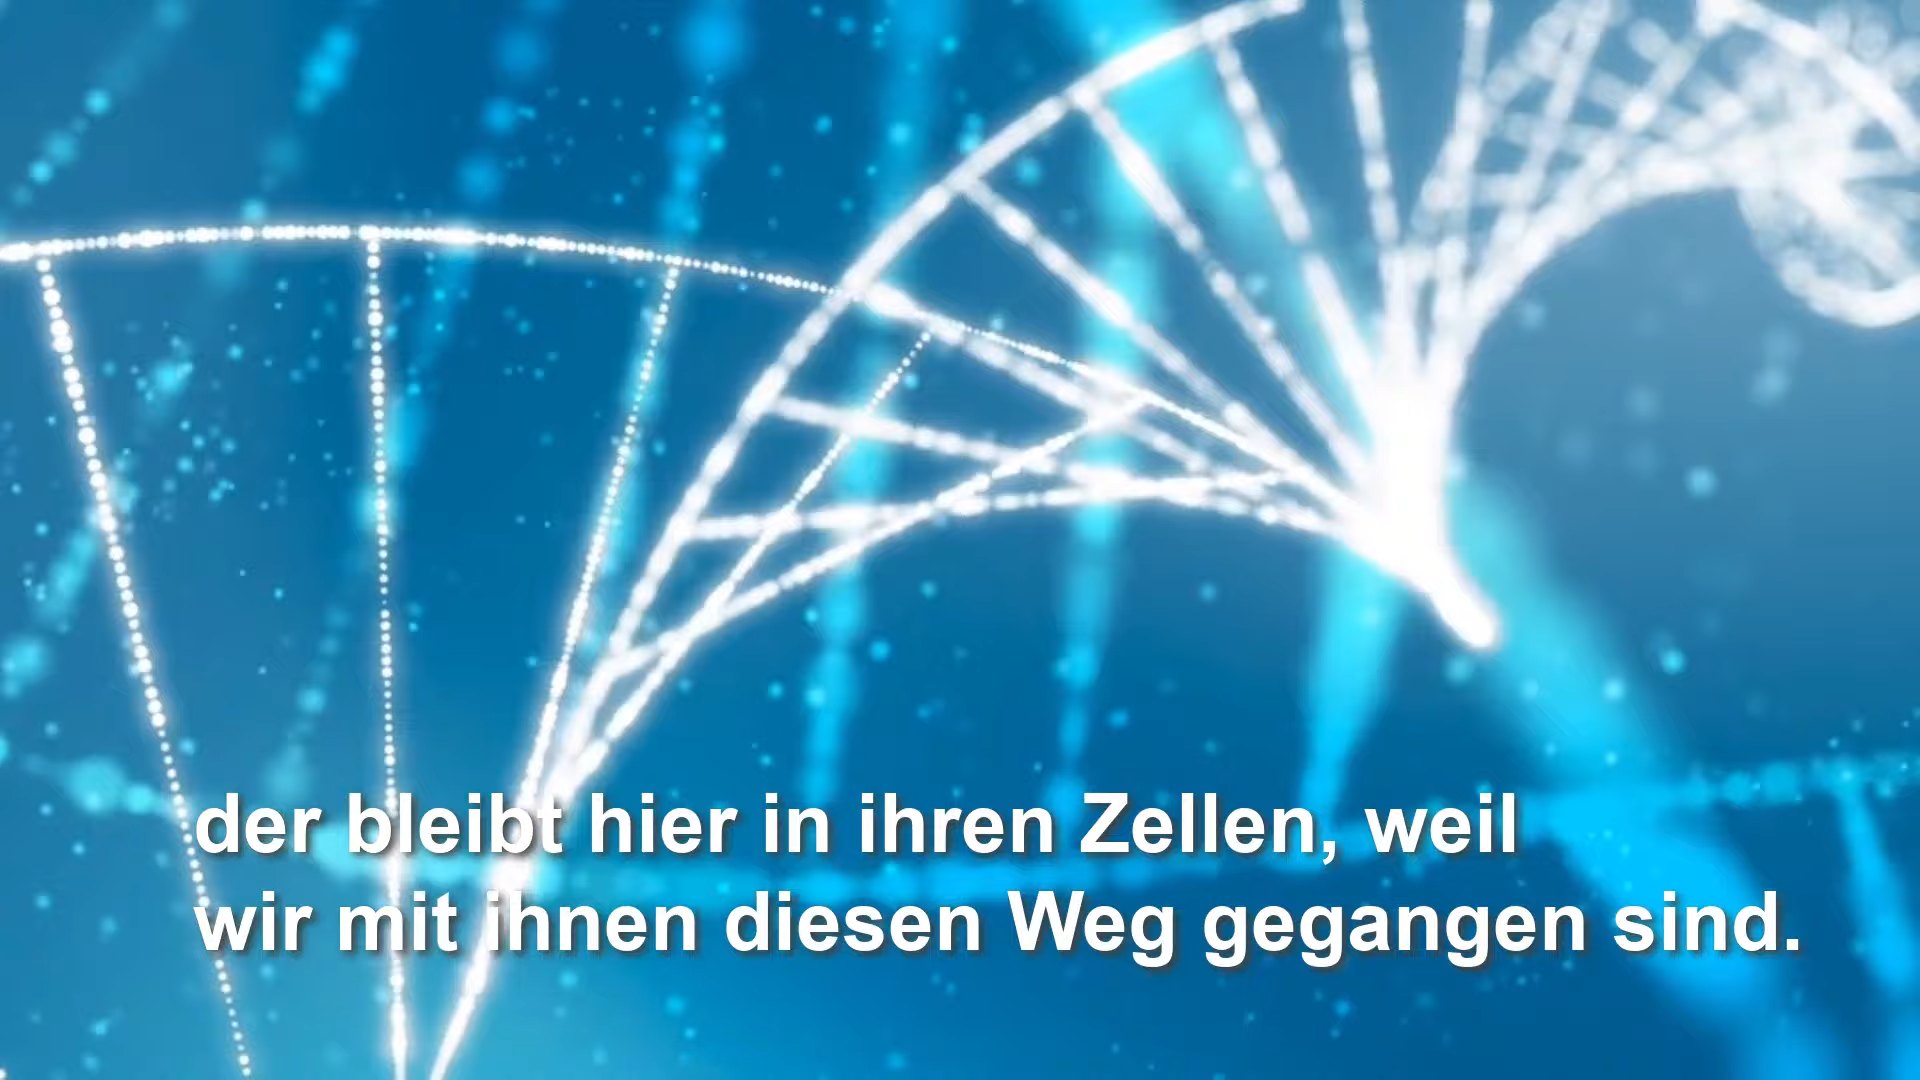 der bleibt hier in ihren Zellen, weil
wir mit ihnen diesen Weg gegangen sind.